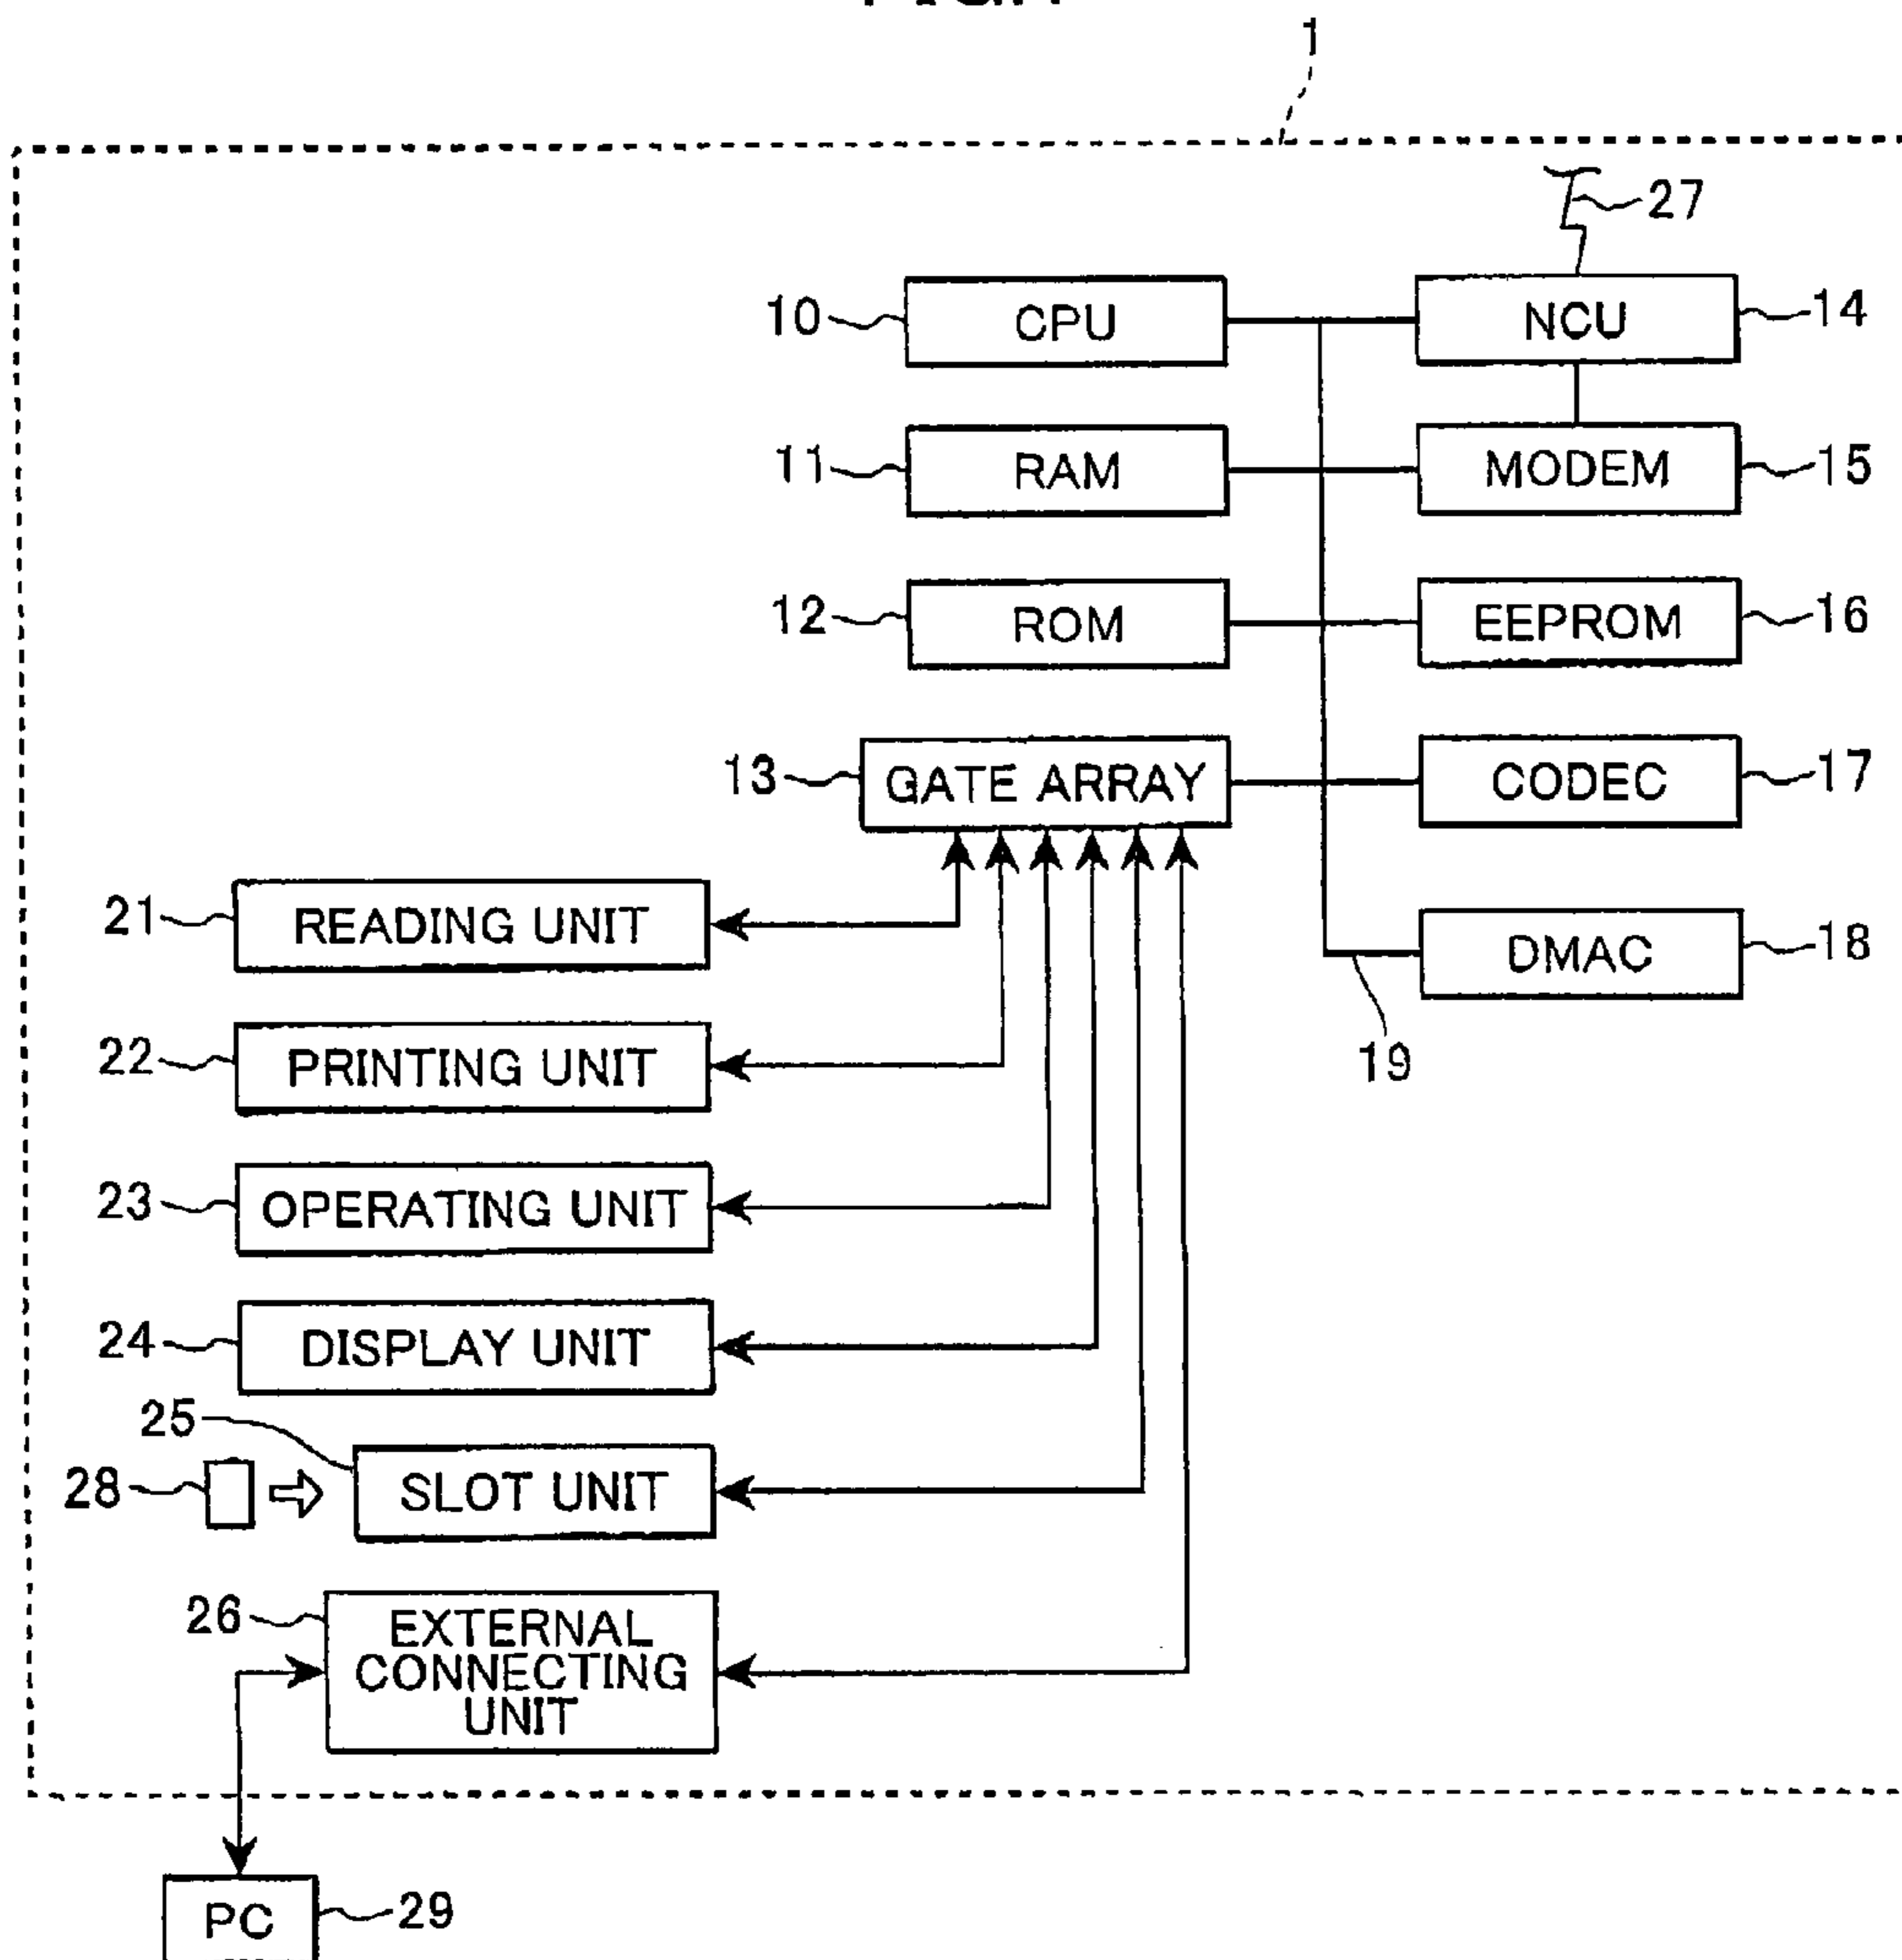 1
27
10 CPU NCU 14
11 RAM MODEM 15
12 ROM EEPROM 16
13 GATE ARRAY CODEC 17
21 READING UNIT DMAC 18
22 PRINTING UNIT 19
23 OPERATING UNIT
24 DISPLAY UNIT
25
28 SLOT UNIT
26 EXTERNAL
CONNECTING
UNIT
PC 29